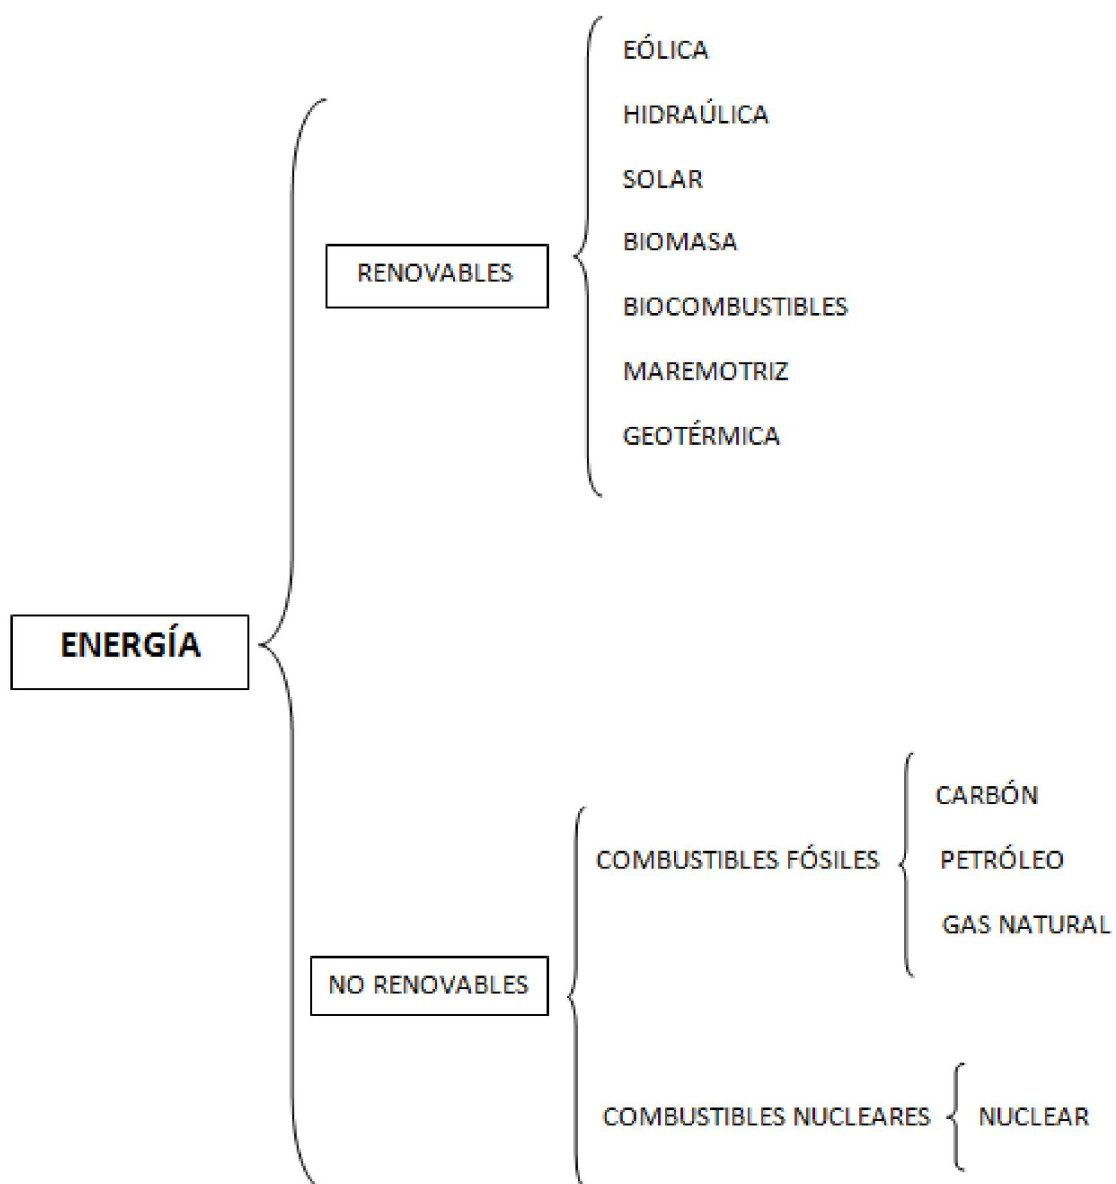 EÓLICA
HIDRAÚLICA
SOLAR
BIOMASA
RENOVABLES
BIOCOMBUSTIBLES
MAREMOTRIZ
GEOTÉRMICA
ENERGÍA
CARBÓN
COMBUSTIBLES FÓSILES
PETRÓLEO
GAS NATURAL
NO RENOVABLES
COMBUSTIBLES NUCLEARES
NUCLEAR